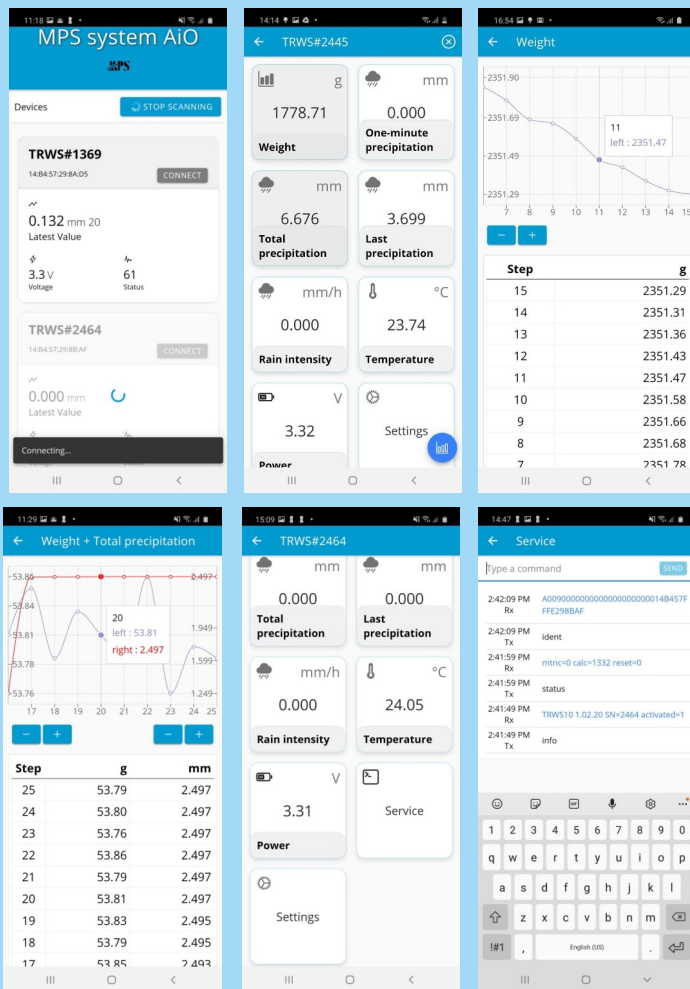 11:18
MPS system AiO
MPS
Devices
STOP SCANNING
TRWS#1369
14:B4:57:29:8A:D5
CONNECT
0.132 mm 20
Latest Value
3.3 V
61
Voltage
Status
TRWS#2464
14:B4:57:29:8B:AF
CONNECT
0.000 mm
Latest Value
Connecting...
14:14
TRWS#2445
g
mm
1778.71
0.000
Weight
One-minute
precipitation
mm
mm
6.676
3.699
Total
precipitation
Last
precipitation
mm/h
°C
0.000
23.74
Rain intensity
Temperature
V
3.32
Settings
Power
16:54
Weight
2351.90
2351.69
2351.49
2351.29
11
left : 2351.47
7 8 9 10 11 12 13 14 15
- +
Step g
15 2351.29
14 2351.31
13 2351.36
12 2351.43
11 2351.47
10 2351.58
9 2351.66
8 2351.68
7 2351.78
11:29
Weight + Total precipitation
53.86
53.84
53.81
53.78
53.76
2.497
1.949
1.599
1.249
20
left : 53.81
right : 2.497
17 18 19 20 21 22 23 24 25
- + - +
Step g mm
25 53.79 2.497
24 53.80 2.497
23 53.76 2.497
22 53.86 2.497
21 53.79 2.497
20 53.81 2.497
19 53.83 2.495
18 53.79 2.495
17 53.85 2.493
15:09
TRWS#2464
mm
mm
0.000
0.000
Total
precipitation
Last
precipitation
mm/h
°C
0.000
24.05
Rain intensity
Temperature
V
3.31
Service
Power
Settings
14:47
Service
Type a command
SEND
2:42:09 PM
Rx
2:42:09 PM
Tx
ident
2:41:59 PM
Rx
mtnc=0 calc=1332 reset=0
2:41:59 PM
Tx
status
2:41:49 PM
Rx
TRWS10 1.02.20 SN=2464 activated=1
2:41:49 PM
Tx
info
GIF
1 2 3 4 5 6 7 8 9 0
q w e r t y u i o p
a s d f g h j k l
z x c v b n m
!#1 , English (US) .